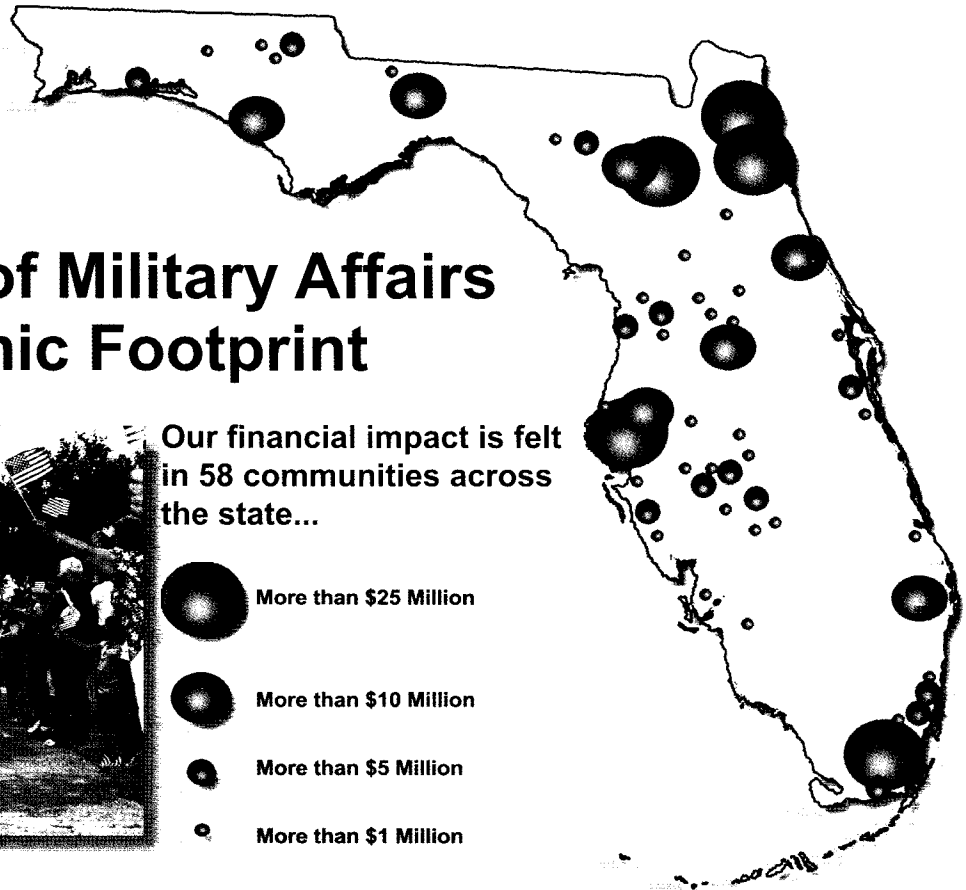 of Military Affairs
nic Footprint
Our financial impact is felt
in 58 communities across
the state...
More than $25 Million
More than $10 Million
More than $5 Million
More than $1 Million